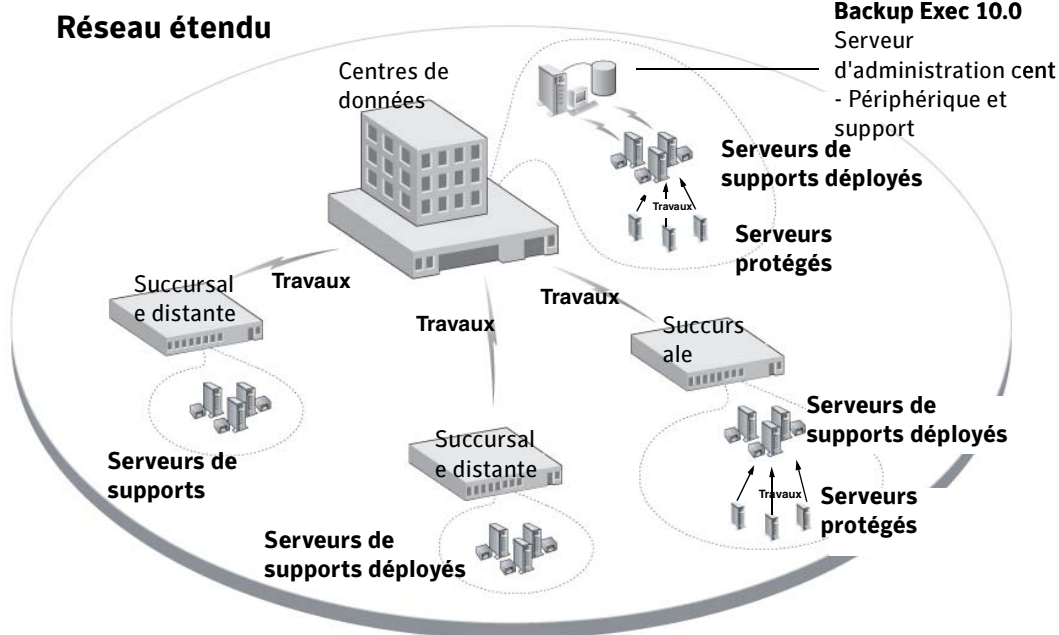 Réseau étendu
Backup Exec 10.0
Serveur
d'administration cent
- Périphérique et
support
Centres de
données
Serveurs de
supports déployés
Travaux
Serveurs
protégés
Succursal
e distante
Travaux
Travaux
Travaux
Succurs
ale
Serveurs de
supports
Succursal
e distante
Serveurs de
supports déployés
Serveurs de
supports déployés
Travaux
Serveurs
protégés